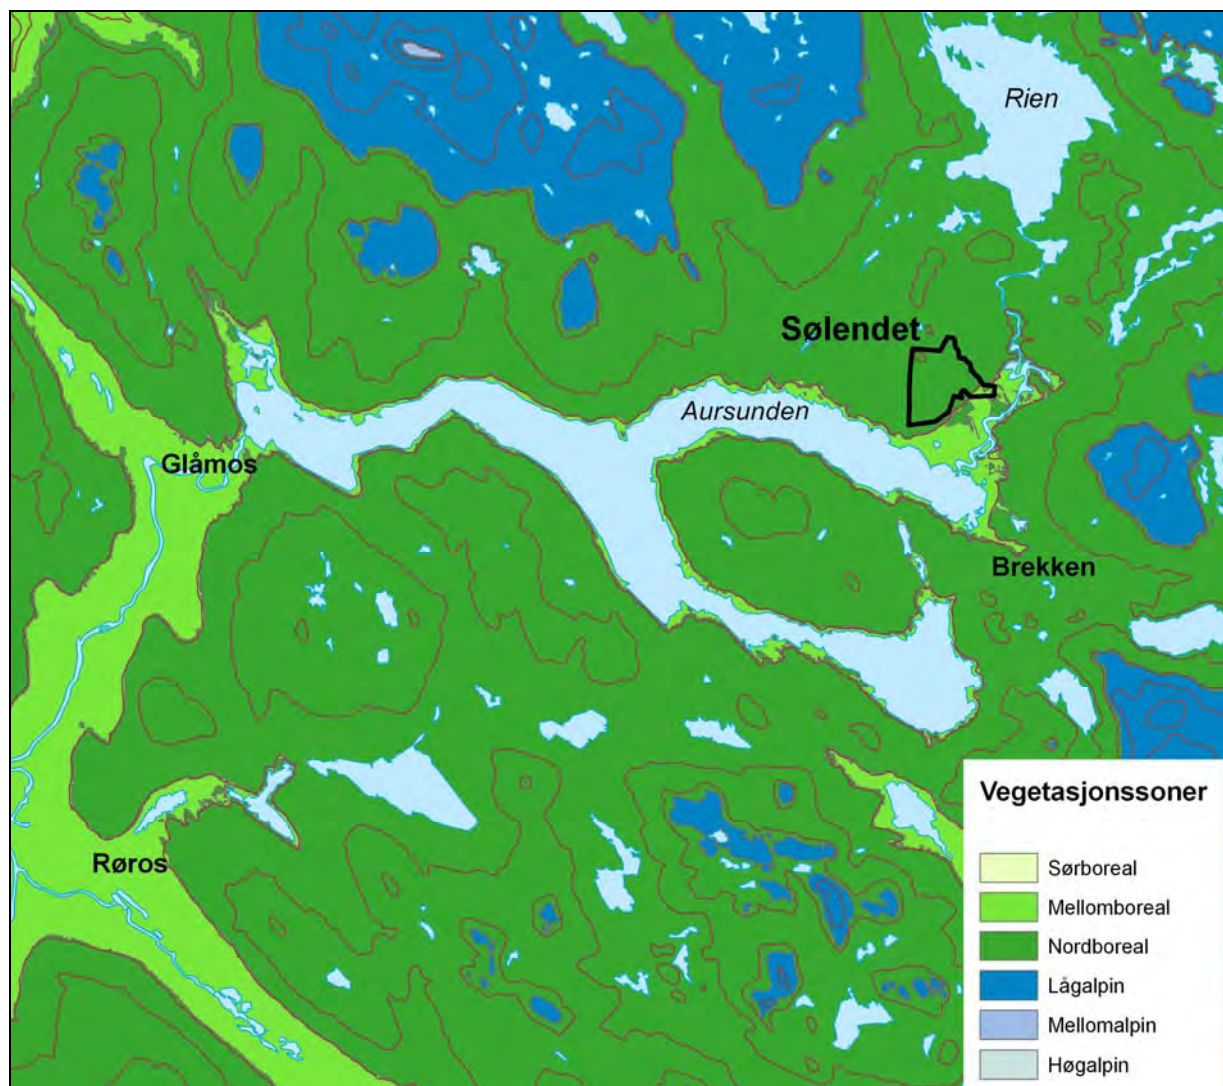 Rien
Sølendet
Aursunden
Glåmos
Brekken
Røros
Vegetasjonssoner
Sørboreal
Mellomboreal
Nordboreal
Lågalpin
Mellomalpin
Høgalpin